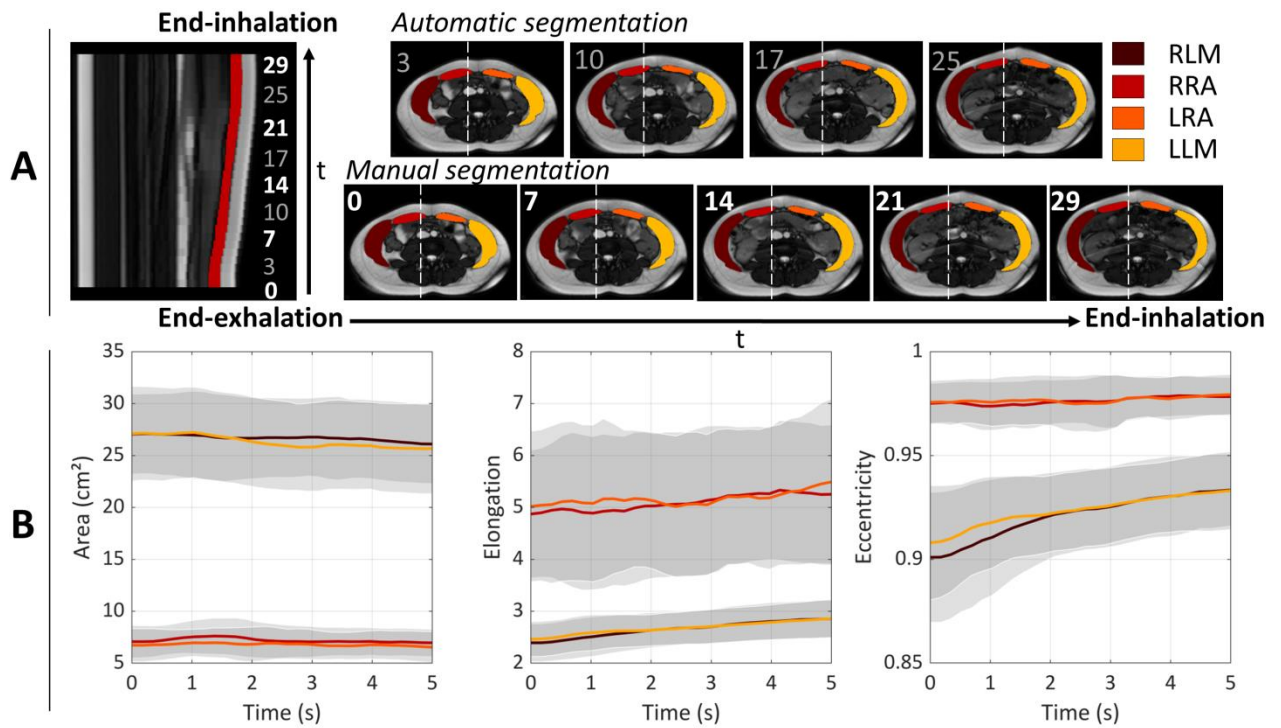 A
End-inhalation
29
25
21
17
14
10
7
3
0
t
End-exhalation
Automatic segmentation
3
10
17
25
RLM
RRA
LRA
LLM
Manual segmentation
0
7
14
21
29
t
End-inhalation
B
Area (cm²)
35
30
25
20
15
10
5
0 1 2 3 4 5
Time (s)
Elongation
8
7
6
5
4
3
2
0 1 2 3 4 5
Time (s)
Eccentricity
1
0.95
0.9
0.85
0 1 2 3 4 5
Time (s)